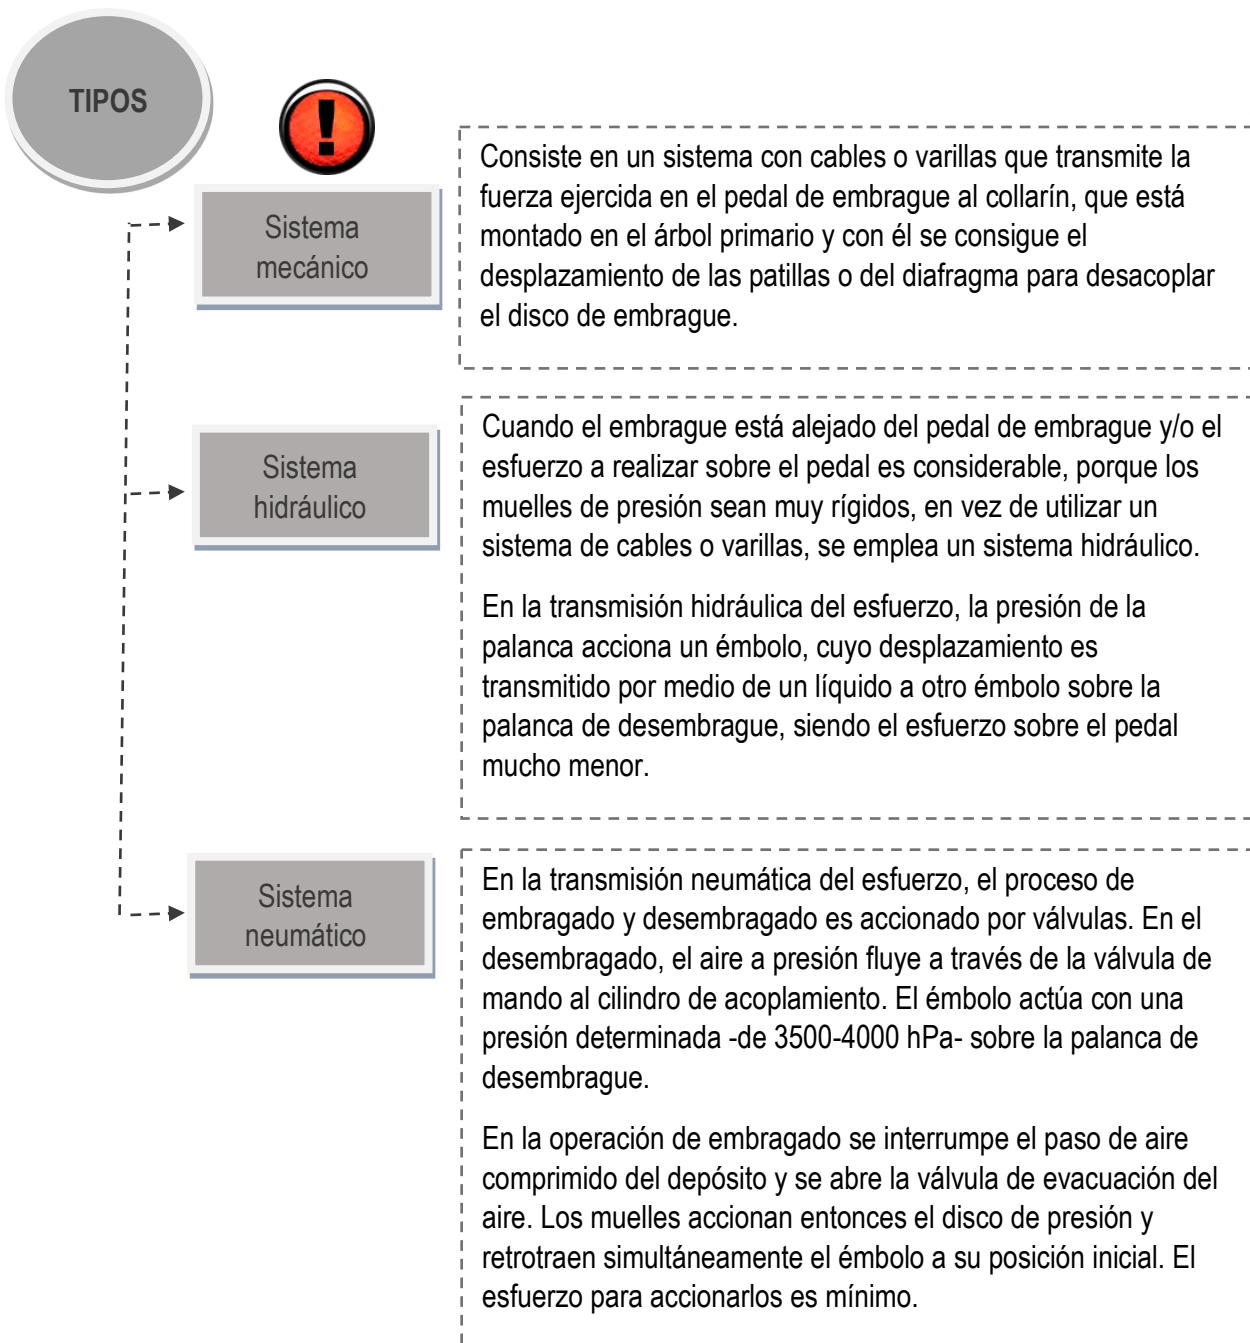 TIPOS
!
Sistema
mecánico
Consiste en un sistema con cables o varillas que transmite la
fuerza ejercida en el pedal de embrague al collarín, que está
montado en el árbol primario y con él se consigue el
desplazamiento de las patillas o del diafragma para desacoplar
el disco de embrague.
Sistema
hidráulico
Cuando el embrague está alejado del pedal de embrague y/o el
esfuerzo a realizar sobre el pedal es considerable, porque los
muelles de presión sean muy rígidos, en vez de utilizar un
sistema de cables o varillas, se emplea un sistema hidráulico.
En la transmisión hidráulica del esfuerzo, la presión de la
palanca acciona un émbolo, cuyo desplazamiento es
transmitido por medio de un líquido a otro émbolo sobre la
palanca de desembrague, siendo el esfuerzo sobre el pedal
mucho menor.
Sistema
neumático
En la transmisión neumática del esfuerzo, el proceso de
embragado y desembragado es accionado por válvulas. En el
desembragado, el aire a presión fluye a través de la válvula de
mando al cilindro de acoplamiento. El émbolo actúa con una
presión determinada -de 3500-4000 hPa- sobre la palanca de
desembrague.
En la operación de embragado se interrumpe el paso de aire
comprimido del depósito y se abre la válvula de evacuación del
aire. Los muelles accionan entonces el disco de presión y
retrotraen simultáneamente el émbolo a su posición inicial. El
esfuerzo para accionarlos es mínimo.